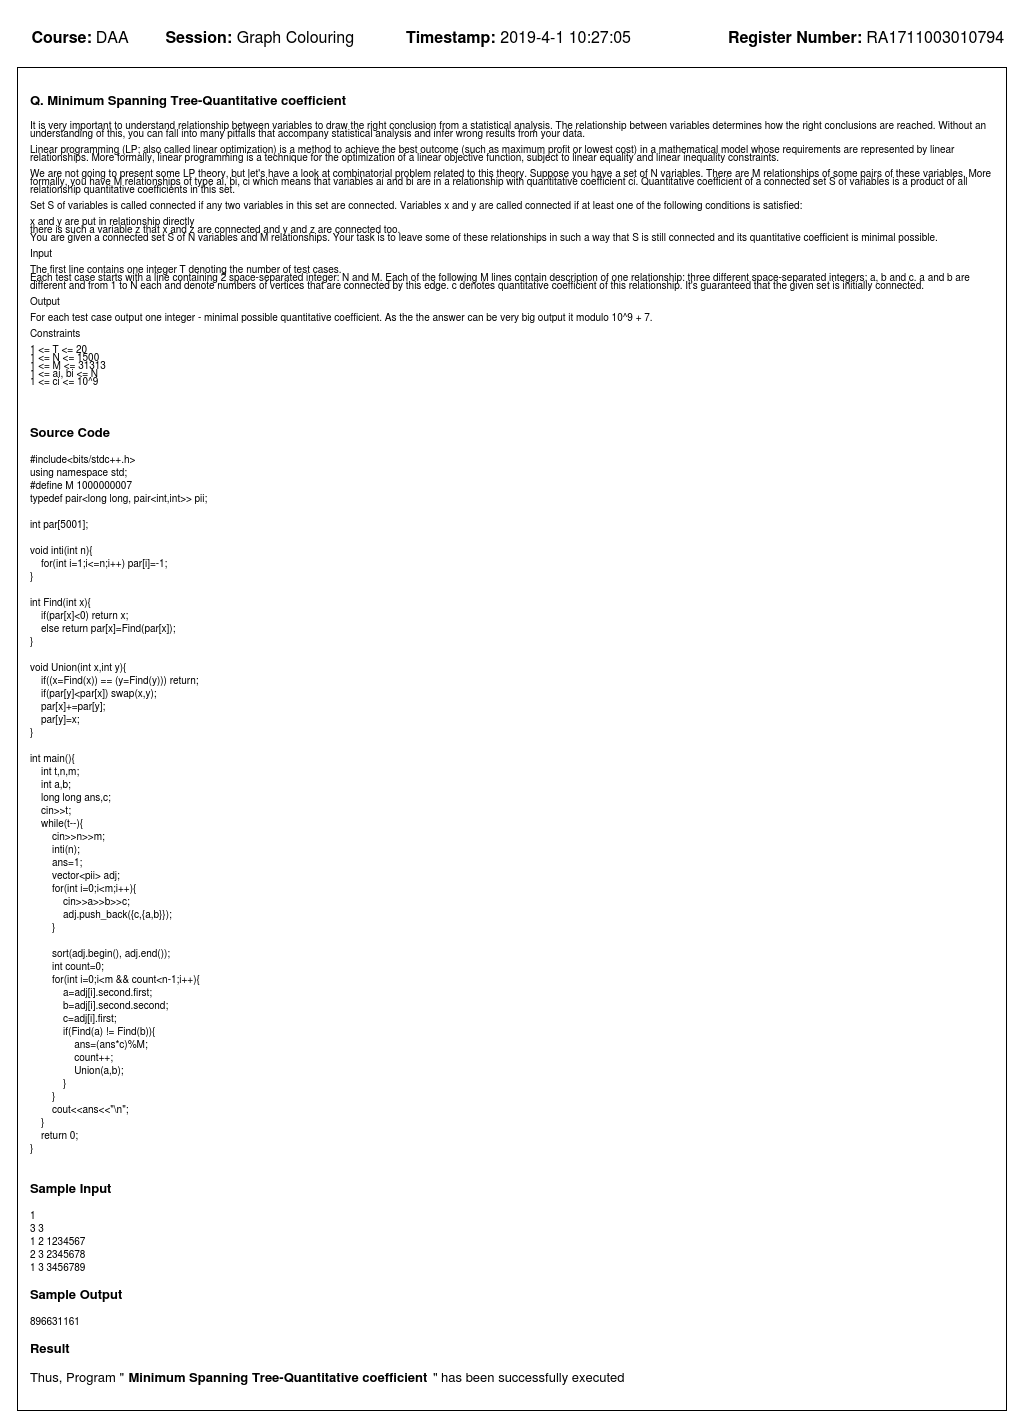 Course: DAA Session: Graph Colouring Timestamp: 2019-4-1 10:27:05 Register Number: RA1711003010794
Q. Minimum Spanning Tree-Quantitative coefficient
It is very important to understand relationship between variables to draw the right conclusion from a statistical analysis. The relationship between variables determines how the right conclusions are reached. Without an
understanding of this, you can fall into many pitfalls that accompany statistical analysis and infer wrong results from your data.
Linear programming (LP; also called linear optimization) is a method to achieve the best outcome (such as maximum profit or lowest cost) in a mathematical model whose requirements are represented by linear
relationships. More formally, linear programming is a technique for the optimization of a linear objective function, subject to linear equality and linear inequality constraints.
We are not going to present some LP theory, but let's have a look at combinatorial problem related to this theory. Suppose you have a set of N variables. There are M relationships of some pairs of these variables. More
formally, you have M relationships of type ai, bi, ci which means that variables ai and bi are in a relationship with quantitative coefficient ci. Quantitative coefficient of a connected set S of variables is a product of all
relationship quantitative coefficients in this set.
Set S of variables is called connected if any two variables in this set are connected. Variables x and y are called connected if at least one of the following conditions is satisfied:
x and y are put in relationship directly
there is such a variable z that x and z are connected and y and z are connected too.
You are given a connected set S of N variables and M relationships. Your task is to leave some of these relationships in such a way that S is still connected and its quantitative coefficient is minimal possible.
Input
The first line contains one integer T denoting the number of test cases.
Each test case starts with a line containing 2 space-separated integer: N and M. Each of the following M lines contain description of one relationship: three different space-separated integers: a, b and c. a and b are
different and from 1 to N each and denote numbers of vertices that are connected by this edge. c denotes quantitative coefficient of this relationship. It's guaranteed that the given set is initially connected.
Output
For each test case output one integer - minimal possible quantitative coefficient. As the the answer can be very big output it modulo 10^9 + 7.
Constraints
1 <= T <= 20
1 <= N <= 1500
1 <= M <= 31313
1 <= ai, bi <= N
1 <= ci <= 10^9
Source Code
#include<bits/stdc++.h>
using namespace std;
#define M 1000000007
typedef pair<long long, pair<int,int>> pii;
int par[5001];
void inti(int n){
for(int i=1;i<=n;i++) par[i]=-1;
}
int Find(int x){
if(par[x]<0) return x;
else return par[x]=Find(par[x]);
}
void Union(int x,int y){
if((x=Find(x)) == (y=Find(y))) return;
if(par[y]<par[x]) swap(x,y);
par[x]+=par[y];
par[y]=x;
}
int main(){
int t,n,m;
int a,b;
long long ans,c;
cin>>t;
while(t--){
cin>>n>>m;
inti(n);
ans=1;
vector<pii> adj;
for(int i=0;i<m;i++){
cin>>a>>b>>c;
adj.push_back({c,{a,b}});
}
sort(adj.begin(), adj.end());
int count=0;
for(int i=0;i<m && count<n-1;i++){
a=adj[i].second.first;
b=adj[i].second.second;
c=adj[i].first;
if(Find(a) != Find(b)){
ans=(ans*c)%M;
count++;
Union(a,b);
}
}
cout<<ans<<"\n";
}
return 0;
}
Sample Input
1
3 3
1 2 1234567
2 3 2345678
1 3 3456789
Sample Output
896631161
Result
Thus, Program " Minimum Spanning Tree-Quantitative coefficient " has been successfully executed